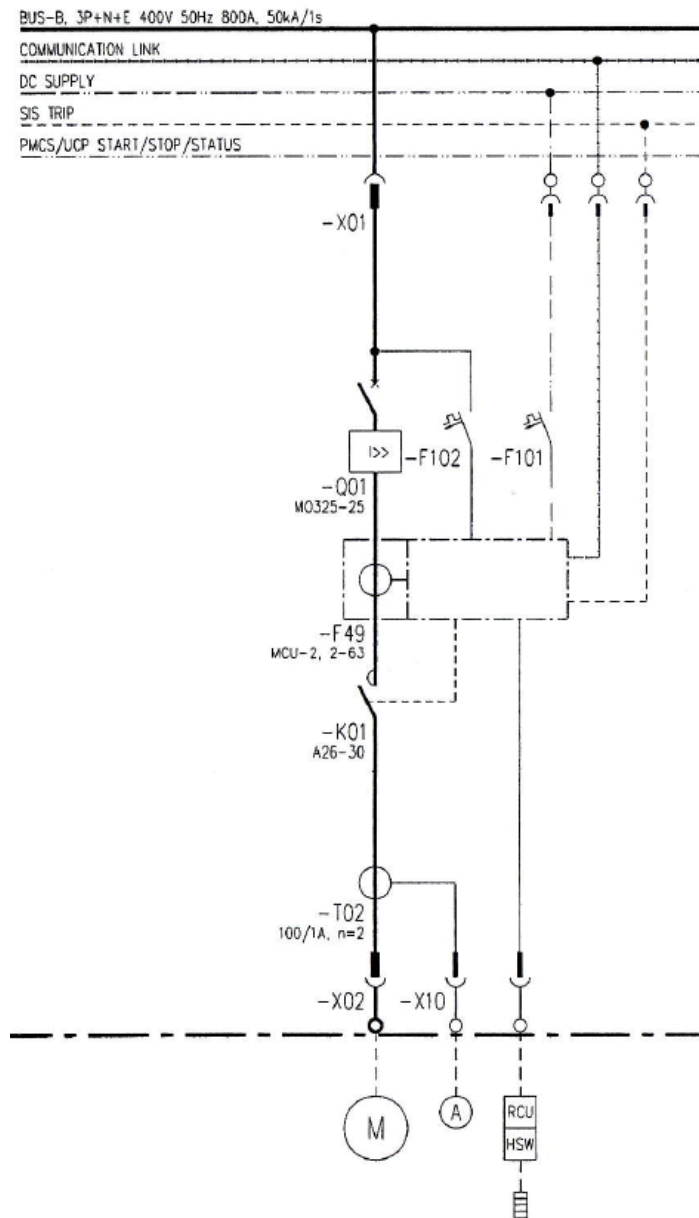 BUS-B, 3P+N+E 400V 50Hz 800A, 50kA/1s
COMMUNICATION LINK
DC SUPPLY
SIS TRIP
PMCS/UCP START/STOP/STATUS
-X01
I>>
-F102
-F101
-Q01
MO325-25
-F49
MCU-2, 2-63
-K01
A26-30
-T02
100/1A, n=2
-X02
-X10
M
A
RCU
HSW